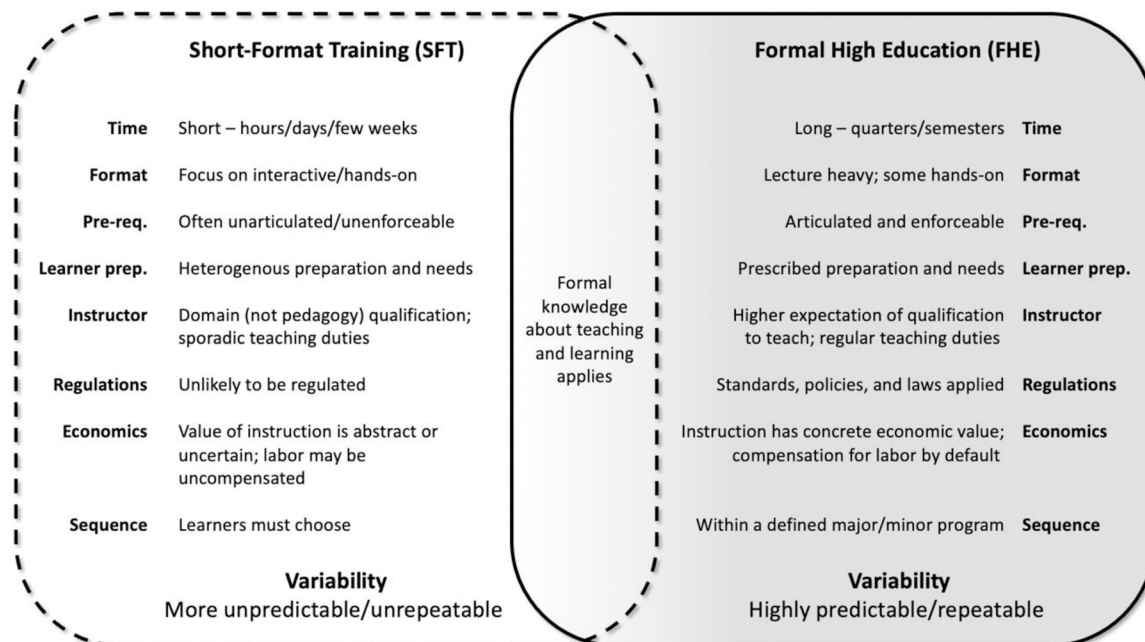 Short-Format Training (SFT)
Time Short – hours/days/few weeks
Format Focus on interactive/hands-on
Pre-req. Often unarticulated/unenforceable
Learner prep. Heterogenous preparation and needs
Instructor Domain (not pedagogy) qualification;
sporadic teaching duties
Regulations Unlikely to be regulated
Economics Value of instruction is abstract or
uncertain; labor may be
uncompensated
Sequence Learners must choose
Variability
More unpredictable/unrepeatable
Formal
knowledge
about teaching
and learning
applies
Formal High Education (FHE)
Long – quarters/semesters Time
Lecture heavy; some hands-on Format
Articulated and enforceable Pre-req.
Prescribed preparation and needs Learner prep.
Higher expectation of qualification Instructor
to teach; regular teaching duties
Standards, policies, and laws applied Regulations
Instruction has concrete economic value; Economics
compensation for labor by default
Within a defined major/minor program Sequence
Variability
Highly predictable/repeatable